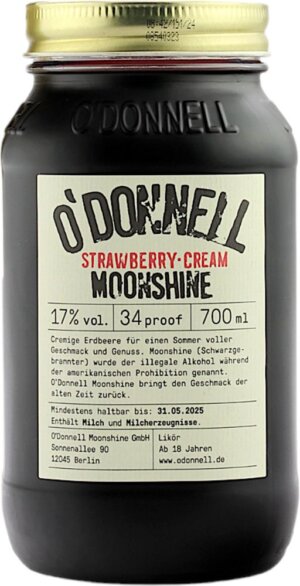 O'DONNELL
O'DONNELL
STRAWBERRY·CREAM
MOONSHINE
17% vol. 34 proof 700 ml
Cremige Erdbeere für einen Sommer voller
Geschmack und Genuss. Moonshine (Schwarzge-
brannter) wurde der illegale Alkohol während
der amerikanischen Prohibition genannt.
O'Donnell Moonshine bringt den Geschmack der
alten Zeit zurück.
Mindestens haltbar bis: 31.05.2025
Enthält Milch und Milcherzeugnisse.
O'Donnell Moonshine GmbH Likör
Sonnenallee 90 Ab 18 Jahren
12045 Berlin www.odonnell.de